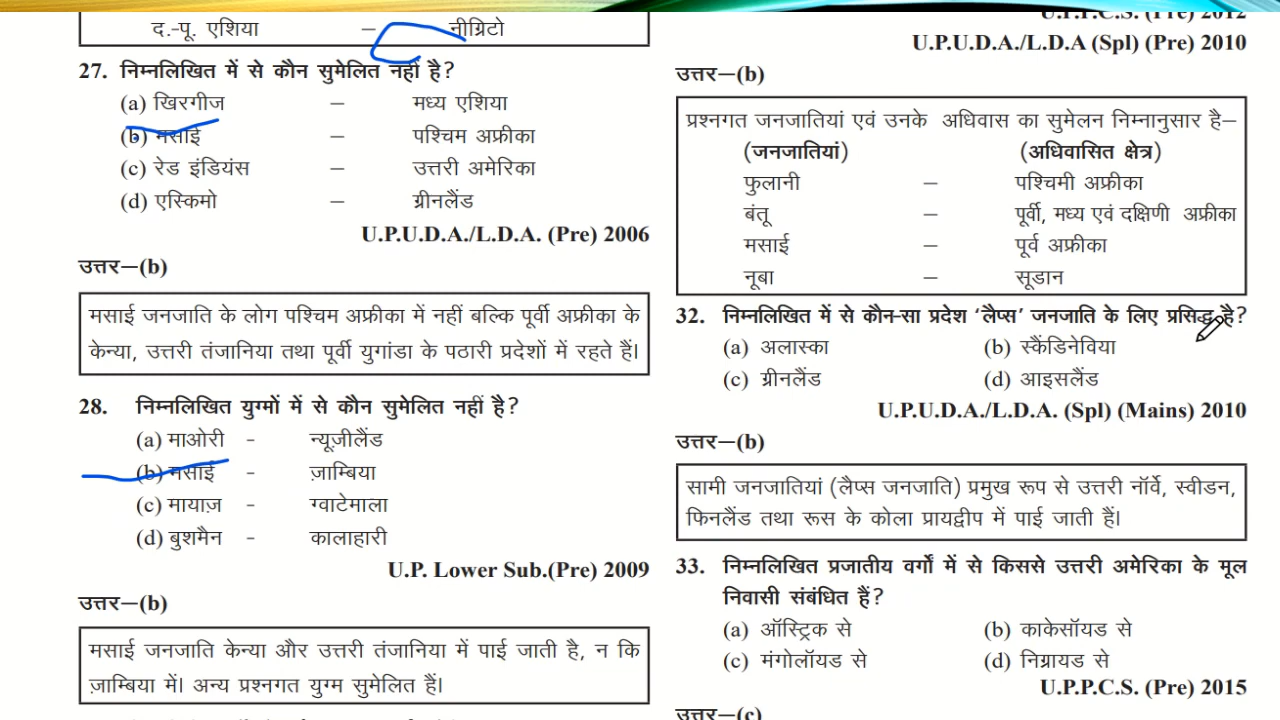 द.-पू. एशिया – नीग्रिटो
27. निम्नलिखित में से कौन सुमेलित नहीं है?
(a) खिरगीज – मध्य एशिया
(b) मसाई – पश्चिम अफ्रीका
(c) रेड इंडियंस – उत्तरी अमेरिका
(d) एस्किमो – ग्रीनलैंड
U.P.U.D.A./L.D.A. (Pre) 2006
उत्तर–(b)
मसाई जनजाति के लोग पश्चिम अफ्रीका में नहीं बल्कि पूर्वी अफ्रीका के
केन्या, उत्तरी तंजानिया तथा पूर्वी युगांडा के पठारी प्रदेशों में रहते हैं।
28. निम्नलिखित युग्मों में से कौन सुमेलित नहीं है?
(a) माओरी - न्यूज़ीलैंड
(b) मसाई - ज़ाम्बिया
(c) मायाज़ - ग्वाटेमाला
(d) बुशमैन - कालाहारी
U.P. Lower Sub.(Pre) 2009
उत्तर–(b)
मसाई जनजाति केन्या और उत्तरी तंजानिया में पाई जाती है, न कि
ज़ाम्बिया में। अन्य प्रश्नगत युग्म सुमेलित हैं।
U.P.P.C.S. (Pre) 2012
U.P.U.D.A./L.D.A (Spl) (Pre) 2010
उत्तर–(b)
प्रश्नगत जनजातियां एवं उनके अधिवास का सुमेलन निम्नानुसार है–
(जनजातियां) (अधिवासित क्षेत्र)
फुलानी – पश्चिमी अफ्रीका
बंतू – पूर्वी, मध्य एवं दक्षिणी अफ्रीका
मसाई – पूर्व अफ्रीका
नूबा – सूडान
32. निम्नलिखित में से कौन-सा प्रदेश ‘लैप्स’ जनजाति के लिए प्रसिद्ध है?
(a) अलास्का (b) स्कैंडिनेविया
(c) ग्रीनलैंड (d) आइसलैंड
U.P.U.D.A./L.D.A. (Spl) (Mains) 2010
उत्तर–(b)
सामी जनजातियां (लैप्स जनजाति) प्रमुख रूप से उत्तरी नॉर्वे, स्वीडन,
फिनलैंड तथा रूस के कोला प्रायद्वीप में पाई जाती हैं।
33. निम्नलिखित प्रजातीय वर्गों में से किससे उत्तरी अमेरिका के मूल
निवासी संबंधित हैं?
(a) ऑस्ट्रिक से (b) काकेसॉयड से
(c) मंगोलॉयड से (d) निग्रायड से
U.P.P.C.S. (Pre) 2015
उत्तर–(c)